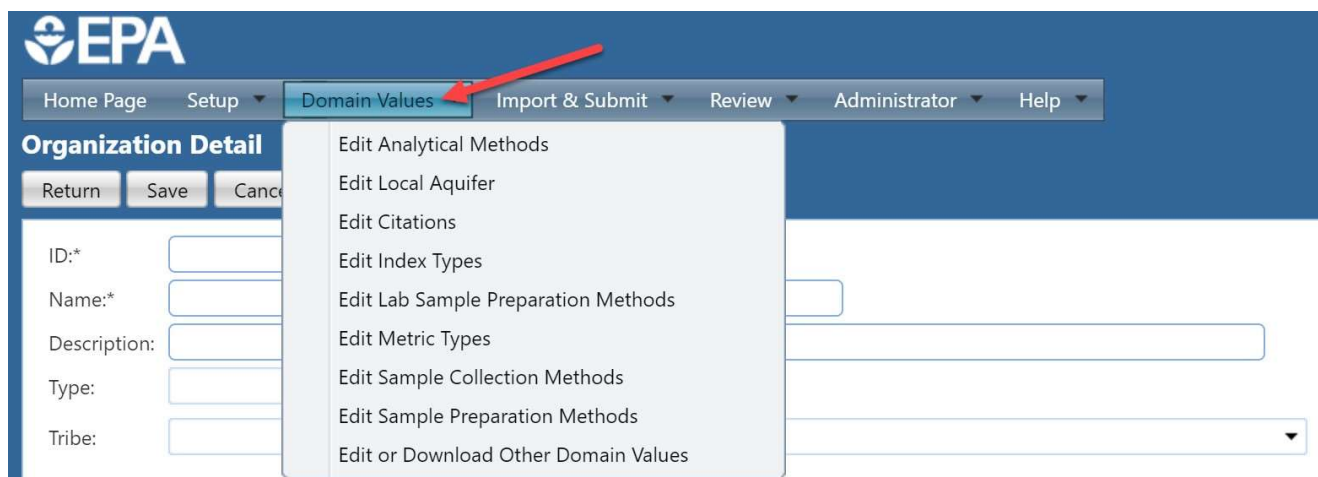 EPA
Home Page Setup Domain Values Import & Submit Review Administrator Help
Organization Detail
Return Save Cance
Edit Analytical Methods
Edit Local Aquifer
Edit Citations
Edit Index Types
Edit Lab Sample Preparation Methods
Edit Metric Types
Edit Sample Collection Methods
Edit Sample Preparation Methods
Edit or Download Other Domain Values
ID:*
Name:*
Description:
Type:
Tribe: